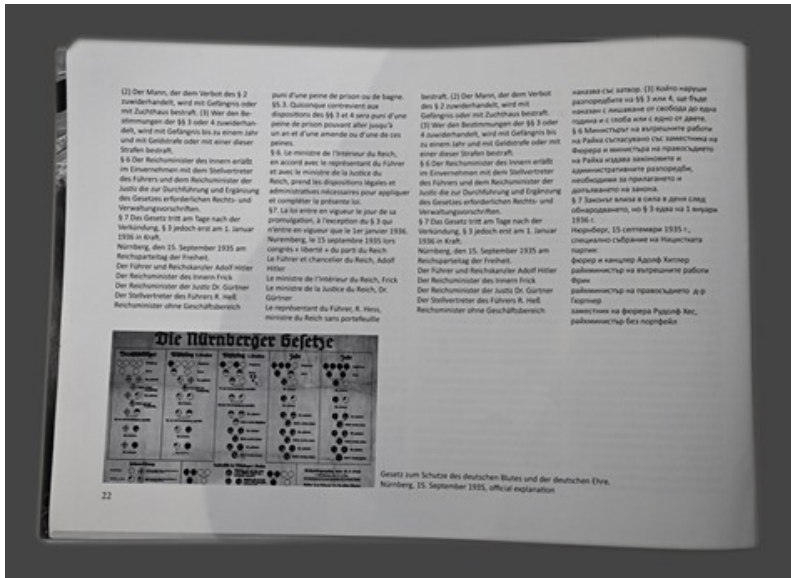 (2) Der Mann, der dem Verbot des § 2
zuwiderhandelt, wird mit Gefängnis oder
mit Zuchthaus bestraft. (3) Wer den Be-
stimmungen der §§ 3 oder 4 zuwiderhan-
delt, wird mit Gefängnis bis zu einem Jahr
und mit Geldstrafe oder mit einer dieser
Strafen bestraft.
§ 6 Der Reichsminister des Innern erläßt
im Einvernehmen mit dem Stellvertreter
des Führers und dem Reichsminister der
Justiz die zur Durchführung und Ergänzung
des Gesetzes erforderlichen Rechts- und
Verwaltungsvorschriften.
§ 7 Das Gesetz tritt am Tage nach der
Verkündung, § 3 jedoch erst am 1. Januar
1936 in Kraft.
Nürnberg, den 15. September 1935 am
Reichsparteitag der Freiheit.
Der Führer und Reichskanzler Adolf Hitler
Der Reichsminister des Innern Frick
Der Reichsminister der Justiz Dr. Gürtner
Der Stellvertreter des Führers R. Heß
Reichsminister ohne Geschäftsbereich
puni d'une peine de prison ou de bagne.
§5.3. Quiconque contrevient aux
dispositions des §§ 3 et 4 sera puni d'une
peine de prison pouvant aller jusqu'à
un an et d'une amende ou d'une de ces
peines.
§ 6. Le ministre de l'Intérieur du Reich,
en accord avec le représentant du Führer
et avec le ministre de la Justice du
Reich, prend les dispositions légales et
administratives nécessaires pour appliquer
et compléter la présente loi.
§7. La loi entre en vigueur le jour de sa
promulgation, à l'exception du § 3 qui
n'entre en vigueur que le 1er janvier 1936.
Nuremberg, le 15 septembre 1935 lors
congrès « liberté » du parti du Reich
Le Führer et chancelier du Reich, Adolf
Hitler
Le ministre de l'Intérieur du Reich, Frick
Le ministre de la Justice du Reich, Dr.
Gürtner
Le représentant du Führer, R. Hess,
ministre du Reich sans portefeuille
bestraft. (2) Der Mann, der dem Verbot
des § 2 zuwiderhandelt, wird mit
Gefängnis oder mit Zuchthaus bestraft.
(3) Wer den Bestimmungen der §§ 3 oder
4 zuwiderhandelt, wird mit Gefängnis bis
zu einem Jahr und mit Geldstrafe oder mit
einer dieser Strafen bestraft.
§ 6 Der Reichsminister des Innern erläßt
im Einvernehmen mit dem Stellvertreter
des Führers und dem Reichsminister der
Justiz die zur Durchführung und Ergänzung
des Gesetzes erforderlichen Rechts- und
Verwaltungsvorschriften.
§ 7 Das Gesetz tritt am Tage nach der
Verkündung, § 3 jedoch erst am 1. Januar
1936 in Kraft.
Nürnberg, den 15. September 1935 am
Reichsparteitag der Freiheit.
Der Führer und Reichskanzler Adolf Hitler
Der Reichsminister des Innern Frick
Der Reichsminister der Justiz Dr. Gürtner
Der Stellvertreter des Führers R. Heß
Reichsminister ohne Geschäftsbereich
наказва със затвор. (3) Който наруши
разпоредбите на §§ 3 или 4, ще бъде
наказан с лишаване от свобода до една
година и с глоба или с едно от двете.
§ 6 Министърът на вътрешните работи
на Райха съгласувано със заместника на
Фюрера и министъра на правосъдието
на Райха издава законовите и
административните разпоредби,
необходими за прилагането и
допълването на закона.
§ 7 Законът влиза в сила в деня след
обнародването, но § 3 едва на 1 януари
1936 г.
Нюрнберг, 15 септември 1935 г.,
специално събрание на Нацистката
партия:
фюрер и канцлер Адолф Хитлер
райхминистър на вътрешните работи
Фрик
райхминистър на правосъдието д-р
Гюртнер
заместник на фюрера Рудолф Хес,
райхминистър без портфейл
Die Nürnberger Gesetze
Gesetz zum Schutze des deutschen Blutes und der deutschen Ehre.
Nürnberg, 15. September 1935, official explanation
22